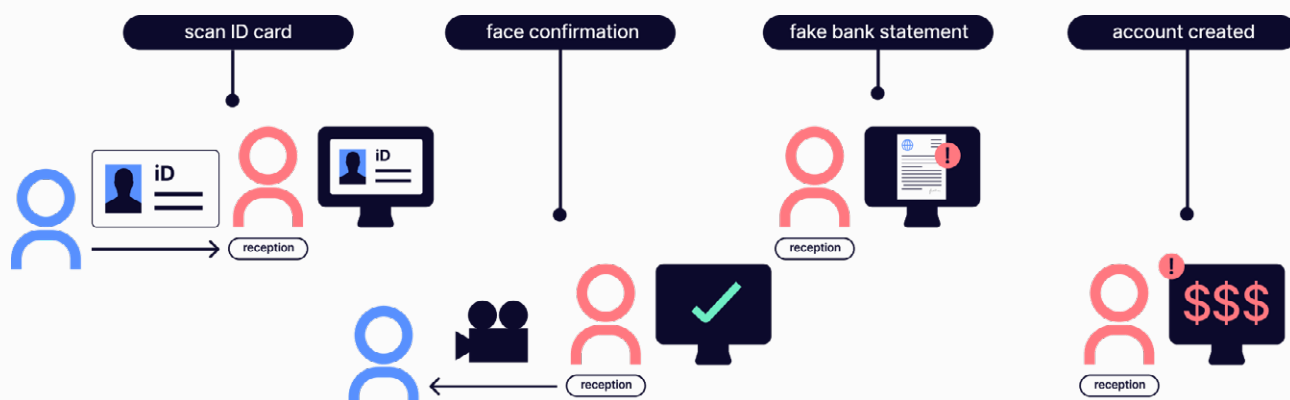 scan ID card
face confirmation
fake bank statement
account created
iD
iD
!
reception
reception
!
$$$
reception
reception